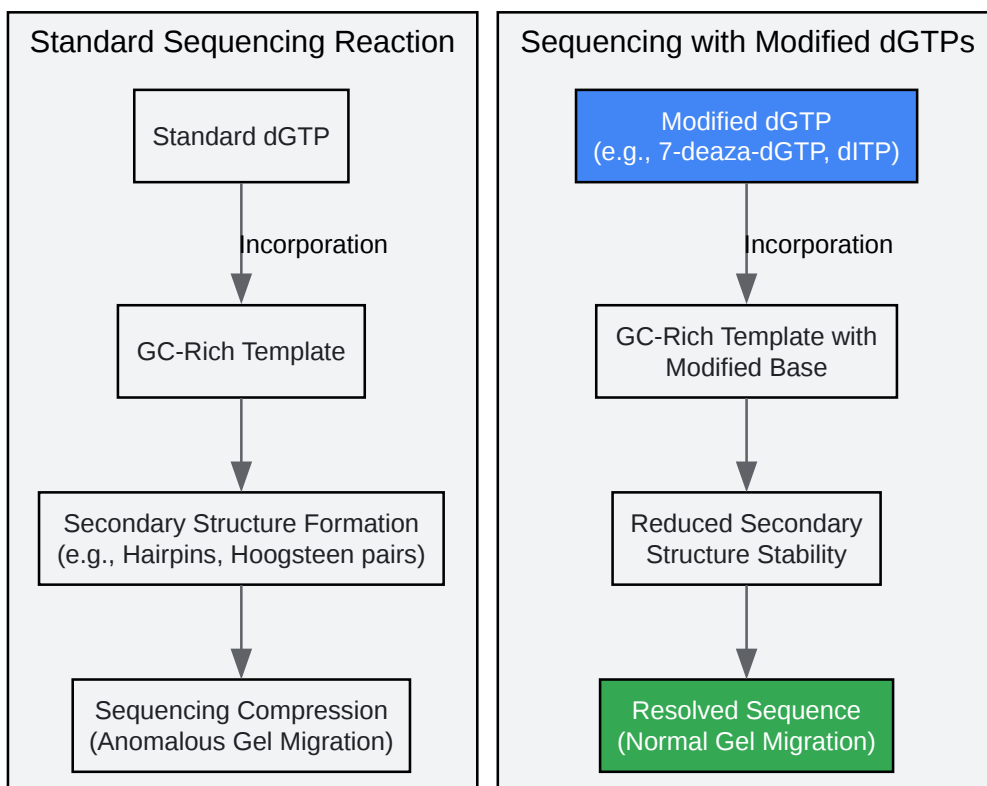 Standard Sequencing Reaction
Standard dGTP
Incorporation
GC-Rich Template
Secondary Structure Formation
(e.g., Hairpins, Hoogsteen pairs)
Sequencing Compression
(Anomalous Gel Migration)
Sequencing with Modified dGTPs
Modified dGTP
(e.g., 7-deaza-dGTP, dITP)
Incorporation
GC-Rich Template with
Modified Base
Reduced Secondary
Structure Stability
Resolved Sequence
(Normal Gel Migration)